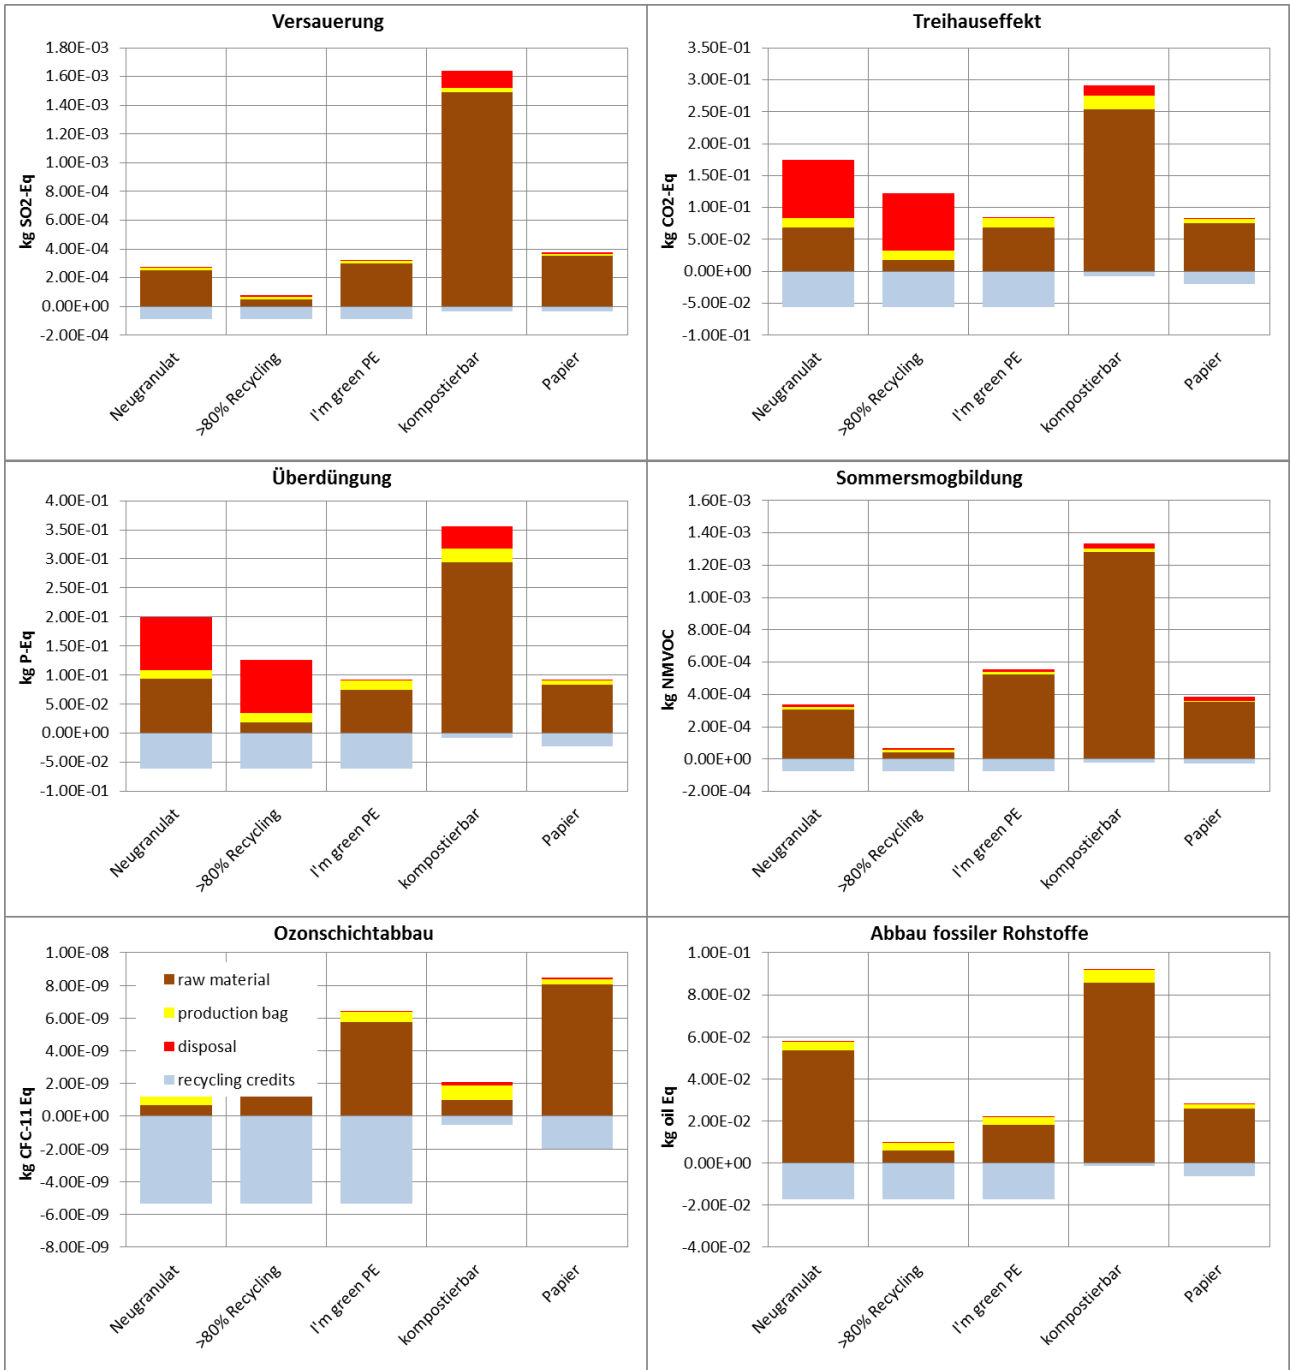 Versauerung
kg SO2-Eq
1.80E-03
1.60E-03
1.40E-03
1.20E-03
1.00E-03
8.00E-04
6.00E-04
4.00E-04
2.00E-04
0.00E+00
-2.00E-04
Neugranulat
>80% Recycling
I'm green PE
kompostierbar
Papier
Treihauseffekt
kg CO2-Eq
3.50E-01
3.00E-01
2.50E-01
2.00E-01
1.50E-01
1.00E-01
5.00E-02
0.00E+00
-5.00E-02
-1.00E-01
Neugranulat
>80% Recycling
I'm green PE
kompostierbar
Papier
Überdüngung
kg P-Eq
4.00E-01
3.50E-01
3.00E-01
2.50E-01
2.00E-01
1.50E-01
1.00E-01
5.00E-02
0.00E+00
-5.00E-02
-1.00E-01
Neugranulat
>80% Recycling
I'm green PE
kompostierbar
Papier
Sommersmogbildung
kg NMVOC
1.60E-03
1.40E-03
1.20E-03
1.00E-03
8.00E-04
6.00E-04
4.00E-04
2.00E-04
0.00E+00
-2.00E-04
Neugranulat
>80% Recycling
I'm green PE
kompostierbar
Papier
Ozonschichtabbau
kg CFC-11 Eq
1.00E-08
8.00E-09
6.00E-09
4.00E-09
2.00E-09
0.00E+00
-2.00E-09
-4.00E-09
-6.00E-09
-8.00E-09
raw material
production bag
disposal
recycling credits
Neugranulat
>80% Recycling
I'm green PE
kompostierbar
Papier
Abbau fossiler Rohstoffe
kg oil Eq
1.00E-01
8.00E-02
6.00E-02
4.00E-02
2.00E-02
0.00E+00
-2.00E-02
-4.00E-02
Neugranulat
>80% Recycling
I'm green PE
kompostierbar
Papier